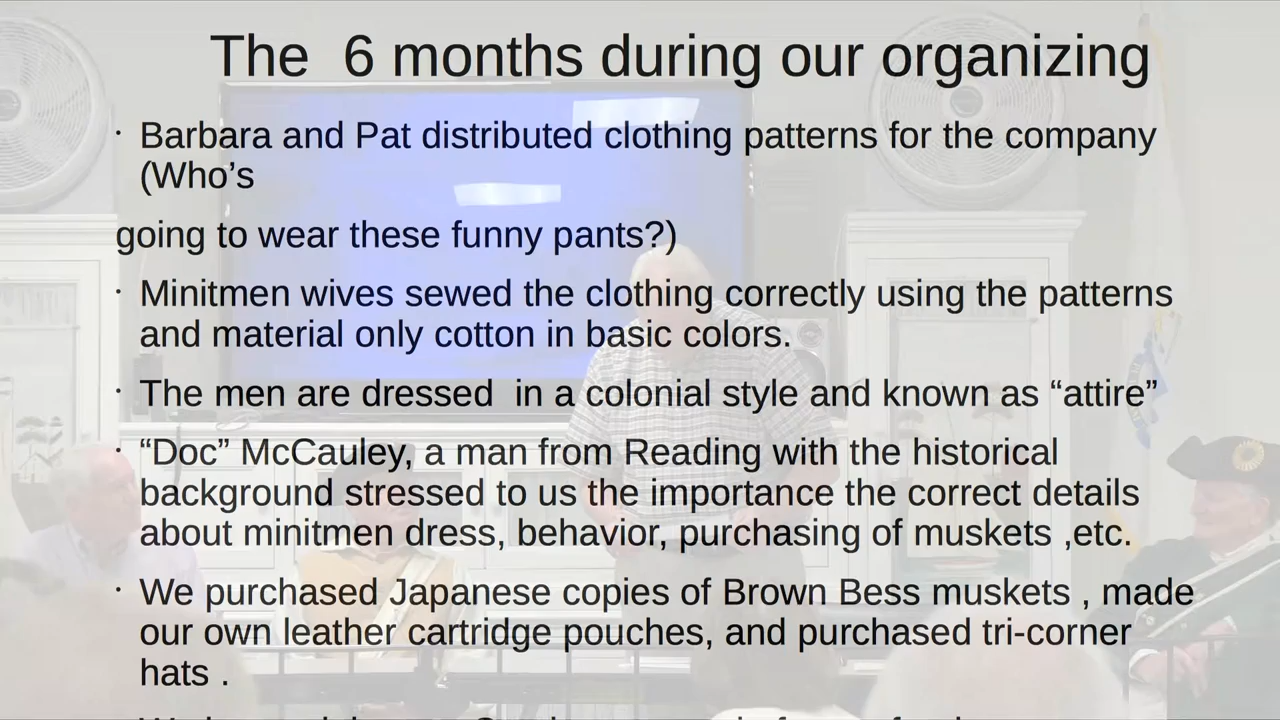 The 6 months during our organizing
· Barbara and Pat distributed clothing patterns for the company
(Who’s
going to wear these funny pants?)
· Minitmen wives sewed the clothing correctly using the patterns
and material only cotton in basic colors.
· The men are dressed in a colonial style and known as “attire”
· “Doc” McCauley, a man from Reading with the historical
background stressed to us the importance the correct details
about minitmen dress, behavior, purchasing of muskets ,etc.
· We purchased Japanese copies of Brown Bess muskets , made
our own leather cartridge pouches, and purchased tri-corner
hats .